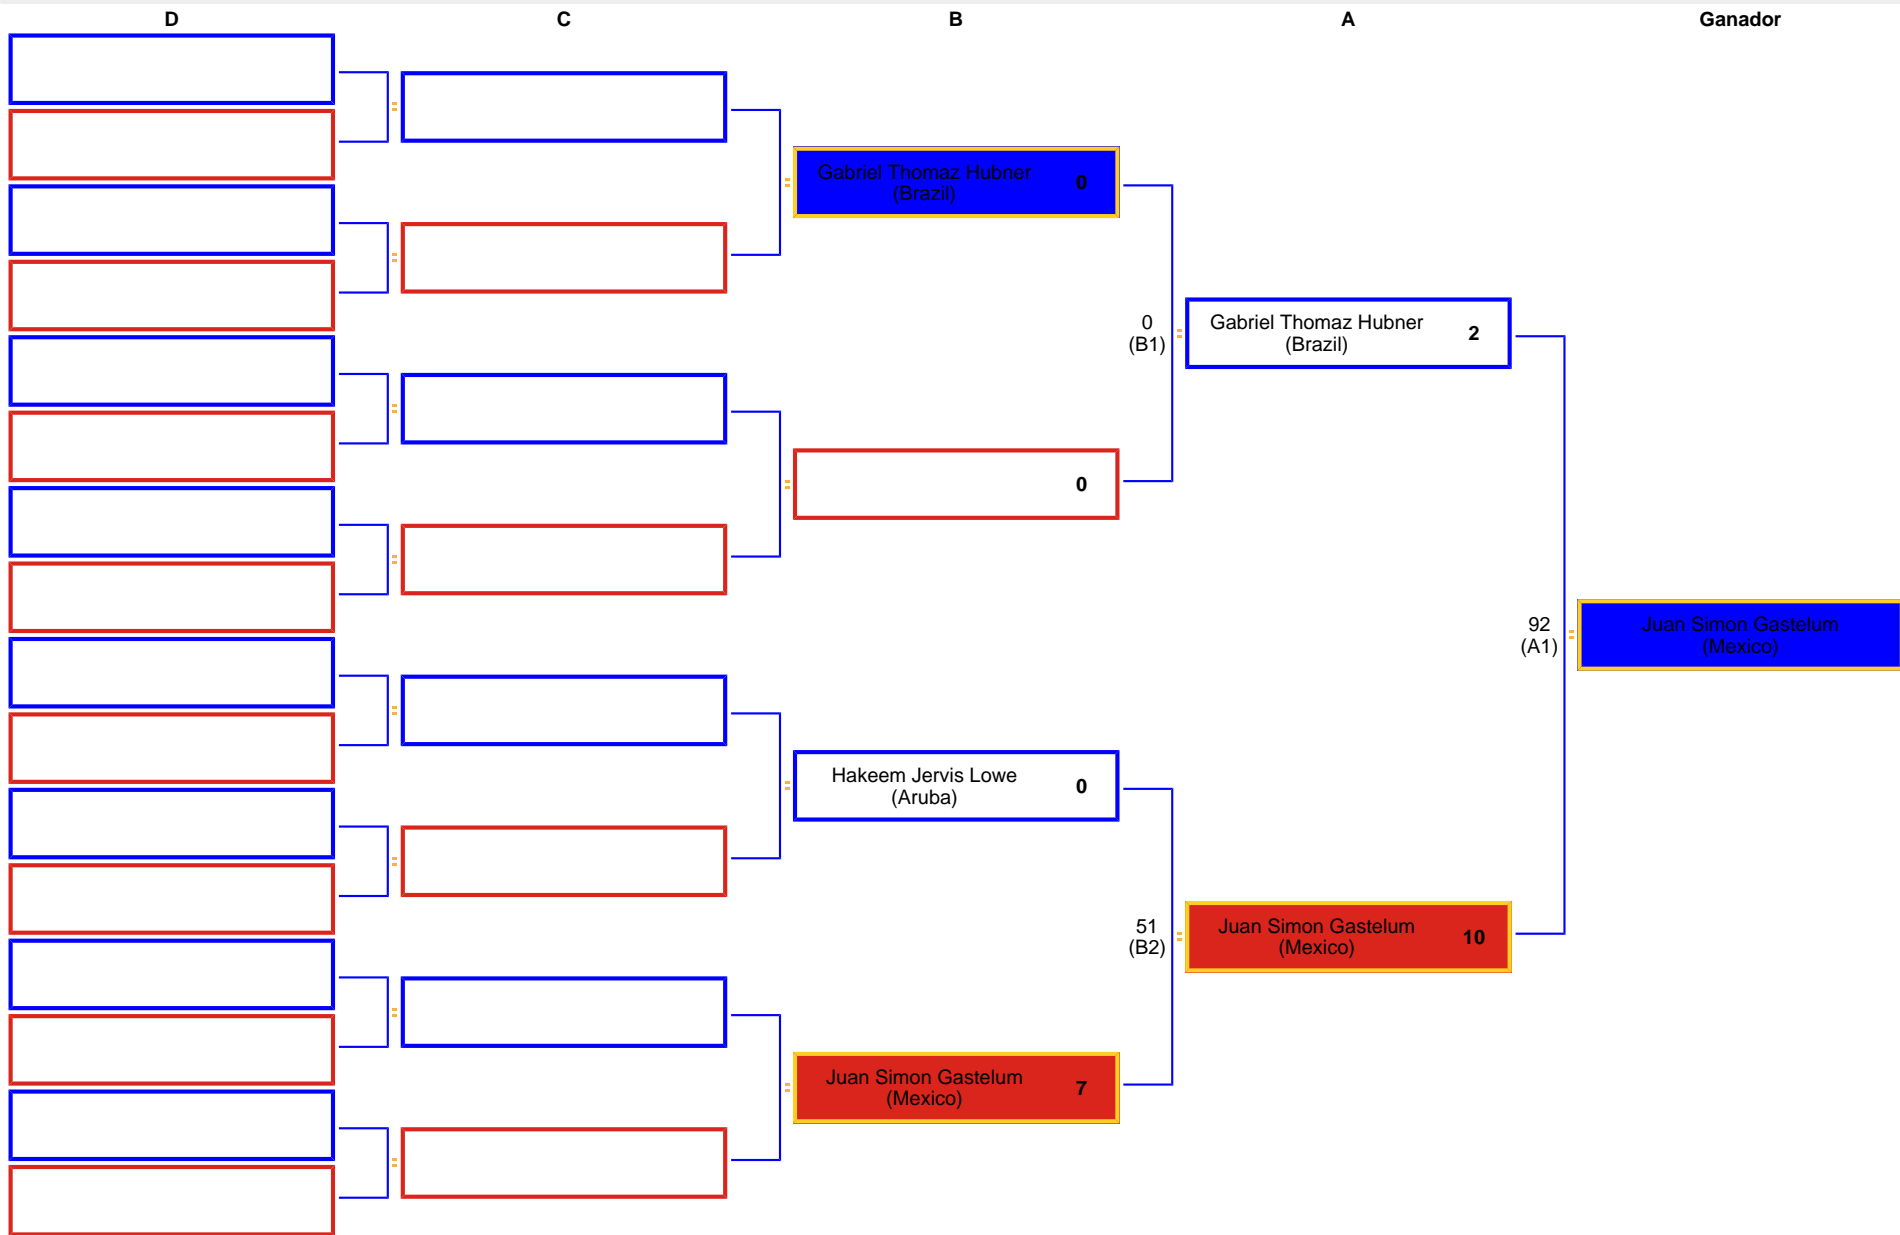 D
C
B
A
Ganador
Gabriel Thomaz Hubner
(Brazil)
0
0
(B1)
Gabriel Thomaz Hubner
(Brazil)
2
0
92
(A1)
Juan Simon Gastelum
(Mexico)
Hakeem Jervis Lowe
(Aruba)
0
51
(B2)
Juan Simon Gastelum
(Mexico)
10
Juan Simon Gastelum
(Mexico)
7